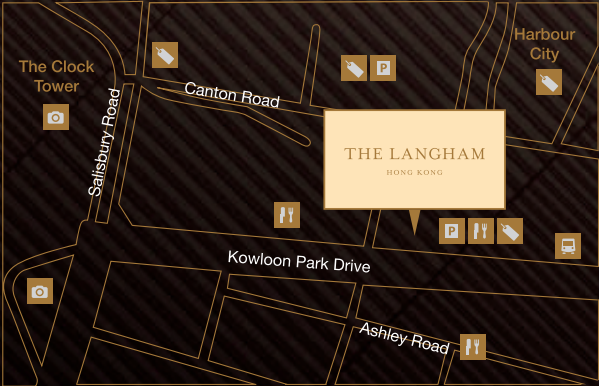 Harbour
City
The Clock
Tower
P
Canton Road
Salisbury Road
THE LANGHAM
HONG KONG
P
Kowloon Park Drive
Ashley Road